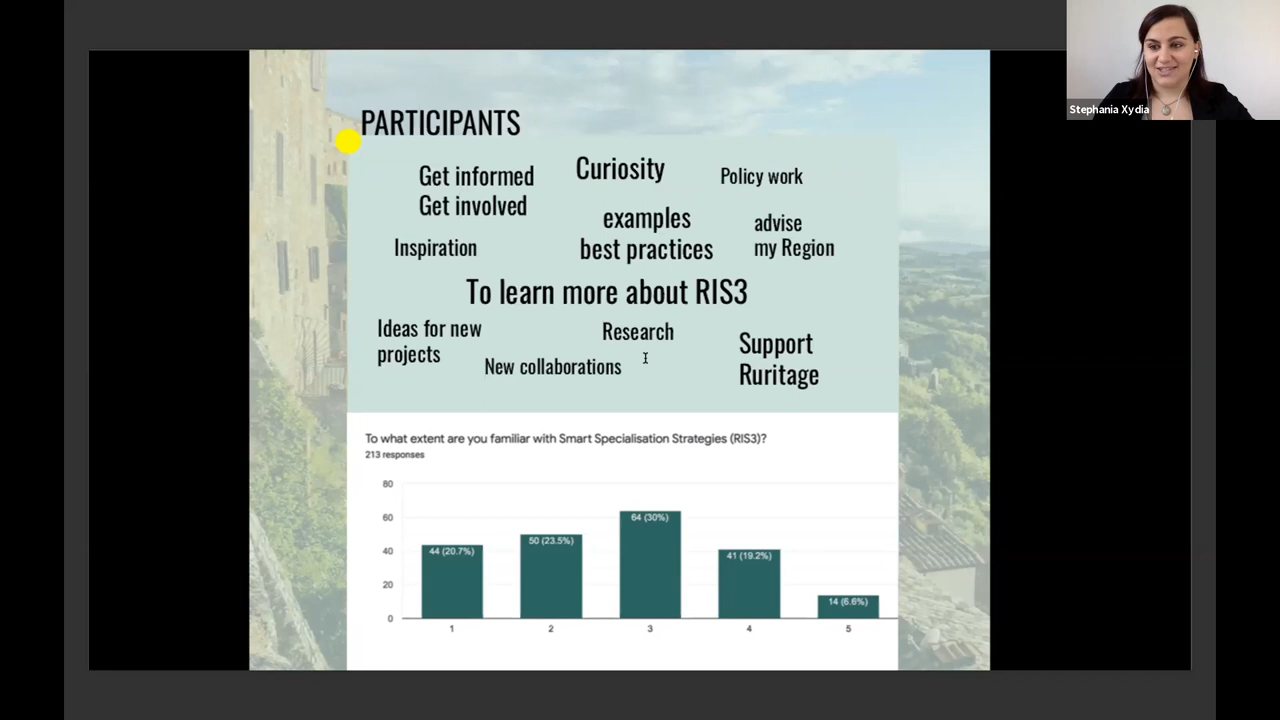 Stephania Xydia
PARTICIPANTS
Get informed
Get involved
Curiosity
Policy work
examples
best practices
advise
my Region
Inspiration
To learn more about RIS3
Ideas for new
projects
Research
New collaborations
Support
Ruritage
To what extent are you familiar with Smart Specialisation Strategies (RIS3)?
213 responses
80
60
40
20
0
44 (20.7%)
50 (23.5%)
64 (30%)
41 (19.2%)
14 (6.6%)
1
2
3
4
5